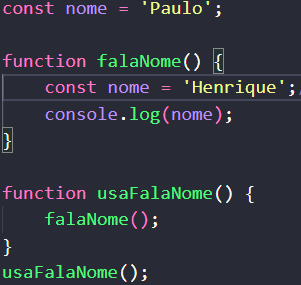 const nome = 'Paulo';
function falaNome() {
const nome = 'Henrique';
console.log(nome);
}
function usaFalaNome() {
falaNome();
}
usaFalaNome();